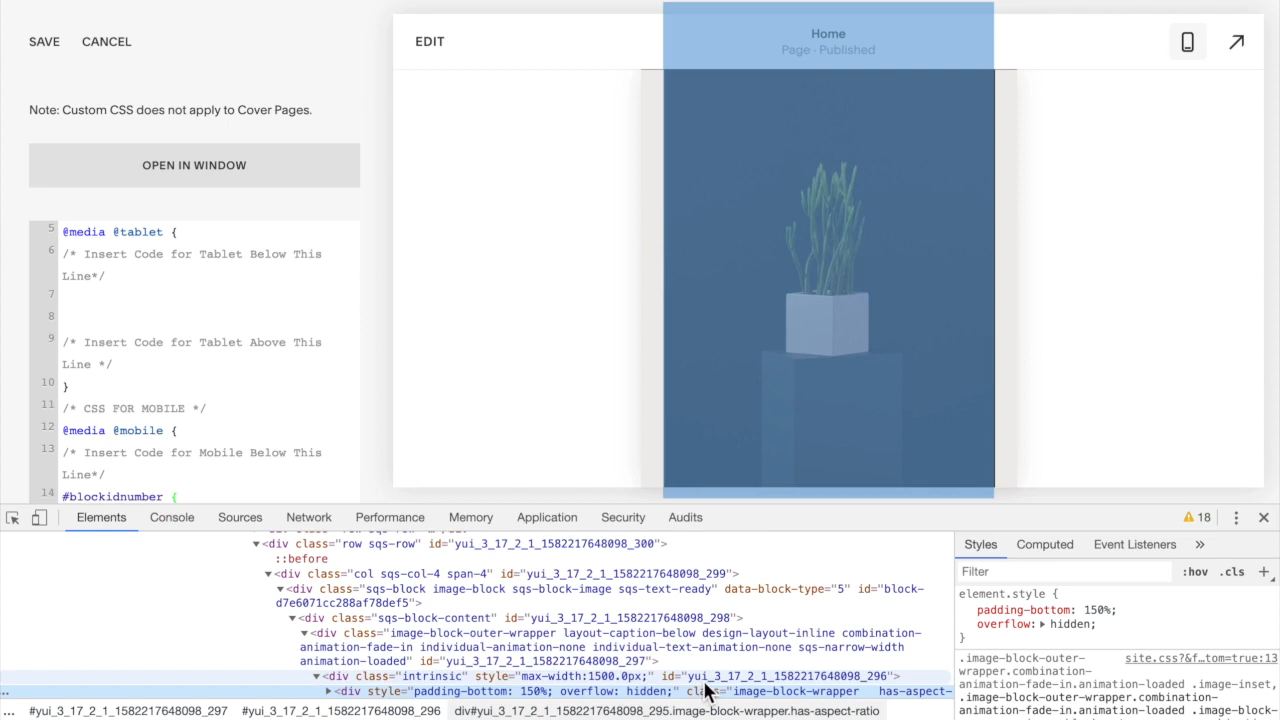 SAVE CANCEL
EDIT
Home
Page · Published
Note: Custom CSS does not apply to Cover Pages.
OPEN IN WINDOW
5 @media @tablet {
6 /* Insert Code for Tablet Below This
Line*/
7
8
9 /* Insert Code for Tablet Above This
Line */
10 }
11 /* CSS FOR MOBILE */
12 @media @mobile {
13 /* Insert Code for Mobile Below This
Line*/
14 #blockidnumber {
Elements Console Sources Network Performance Memory Application Security Audits 18
<div class="row sqs-row" id="yui_3_17_2_1_1582217648098_300">
::before
<div class="col sqs-col-4 span-4" id="yui_3_17_2_1_1582217648098_299">
<div class="sqs-block image-block sqs-block-image sqs-text-ready" data-block-type="5" id="block-
d7e6071cc288af78def5">
<div class="sqs-block-content" id="yui_3_17_2_1_1582217648098_298">
<div class="image-block-outer-wrapper layout-caption-below design-layout-inline combination-
animation-fade-in individual-animation-none individual-text-animation-none sqs-narrow-width
animation-loaded" id="yui_3_17_2_1_1582217648098_297">
<div class="intrinsic" style="max-width:1500.0px;" id="yui_3_17_2_1_1582217648098_296">
… <div style="padding-bottom: 150%; overflow: hidden;" class="image-block-wrapper has-aspect-
… #yui_3_17_2_1_1582217648098_297 #yui_3_17_2_1_1582217648098_296 div#yui_3_17_2_1_1582217648098_295.image-block-wrapper.has-aspect-ratio
Styles Computed Event Listeners »
Filter :hov .cls +
element.style {
padding-bottom: 150%;
overflow: hidden;
}
.image-block-outer- site.css?&f…tom=true:13
wrapper.combination-
animation-fade-in.animation-loaded .image-inset,
.image-block-outer-wrapper.combination-
animation-fade-in.animation-loaded .image-block-